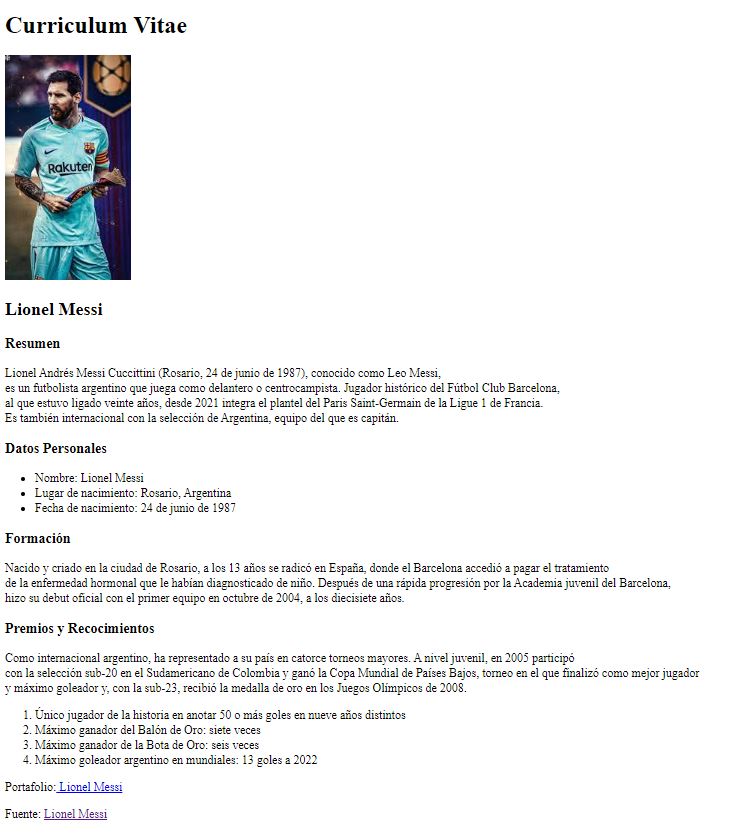 Curriculum Vitae
Rakuten
Lionel Messi
Resumen
Lionel Andrés Messi Cuccittini (Rosario, 24 de junio de 1987), conocido como Leo Messi,
es un futbolista argentino que juega como delantero o centrocampista. Jugador histórico del Fútbol Club Barcelona,
al que estuvo ligado veinte años, desde 2021 integra el plantel del Paris Saint-Germain de la Ligue 1 de Francia.
Es también internacional con la selección de Argentina, equipo del que es capitán.
Datos Personales
• Nombre: Lionel Messi
• Lugar de nacimiento: Rosario, Argentina
• Fecha de nacimiento: 24 de junio de 1987
Formación
Nacido y criado en la ciudad de Rosario, a los 13 años se radicó en España, donde el Barcelona accedió a pagar el tratamiento
de la enfermedad hormonal que le habían diagnosticado de niño. Después de una rápida progresión por la Academia juvenil del Barcelona,
hizo su debut oficial con el primer equipo en octubre de 2004, a los diecisiete años.
Premios y Recocimientos
Como internacional argentino, ha representado a su país en catorce torneos mayores. A nivel juvenil, en 2005 participó
con la selección sub-20 en el Sudamericano de Colombia y ganó la Copa Mundial de Países Bajos, torneo en el que finalizó como mejor jugador
y máximo goleador y, con la sub-23, recibió la medalla de oro en los Juegos Olímpicos de 2008.
1. Único jugador de la historia en anotar 50 o más goles en nueve años distintos
2. Máximo ganador del Balón de Oro: siete veces
3. Máximo ganador de la Bota de Oro: seis veces
4. Máximo goleador argentino en mundiales: 13 goles a 2022
Portafolio: Lionel Messi
Fuente: Lionel Messi